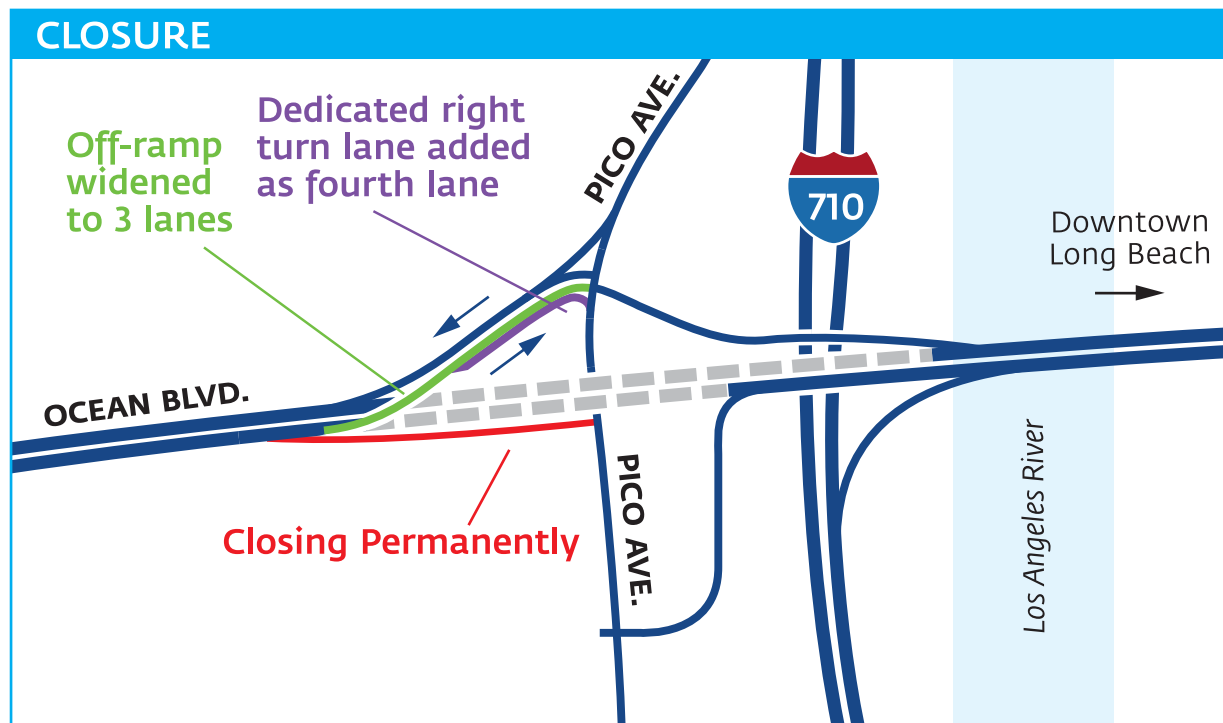 CLOSURE
Off-ramp
widened
to 3 lanes
Dedicated right
turn lane added
as fourth lane
PICO AVE.
710
Downtown
Long Beach
OCEAN BLVD.
Closing Permanently
PICO AVE.
Los Angeles River